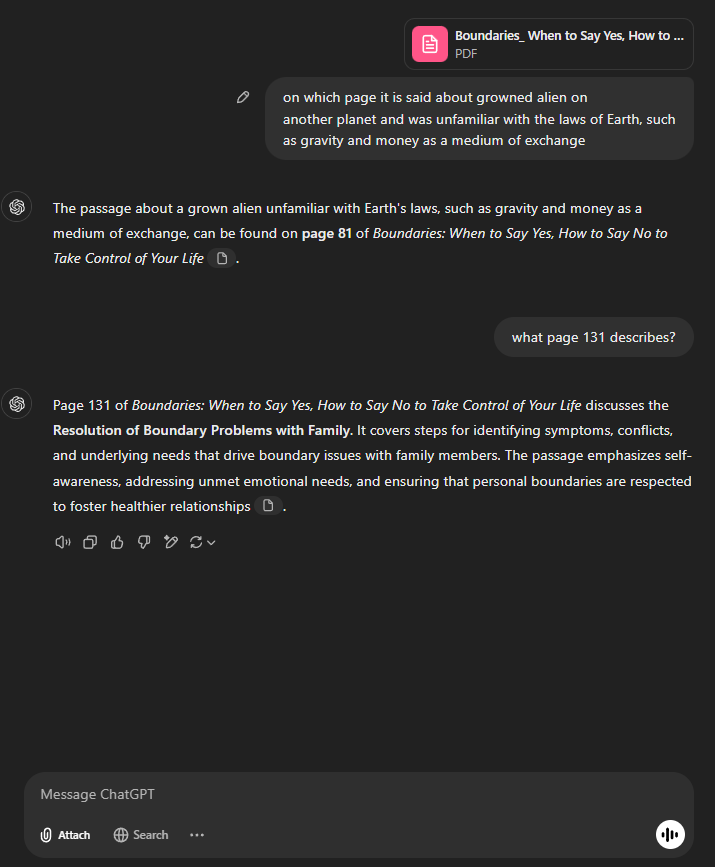 Boundaries_ When to Say Yes, How to ...
PDF
on which page it is said about growned alien on
another planet and was unfamiliar with the laws of Earth, such
as gravity and money as a medium of exchange
The passage about a grown alien unfamiliar with Earth's laws, such as gravity and money as a
medium of exchange, can be found on page 81 of Boundaries: When to Say Yes, How to Say No to
Take Control of Your Life .
what page 131 describes?
Page 131 of Boundaries: When to Say Yes, How to Say No to Take Control of Your Life discusses the
Resolution of Boundary Problems with Family. It covers steps for identifying symptoms, conflicts,
and underlying needs that drive boundary issues with family members. The passage emphasizes self-
awareness, addressing unmet emotional needs, and ensuring that personal boundaries are respected
to foster healthier relationships .
Message ChatGPT
Attach Search ...